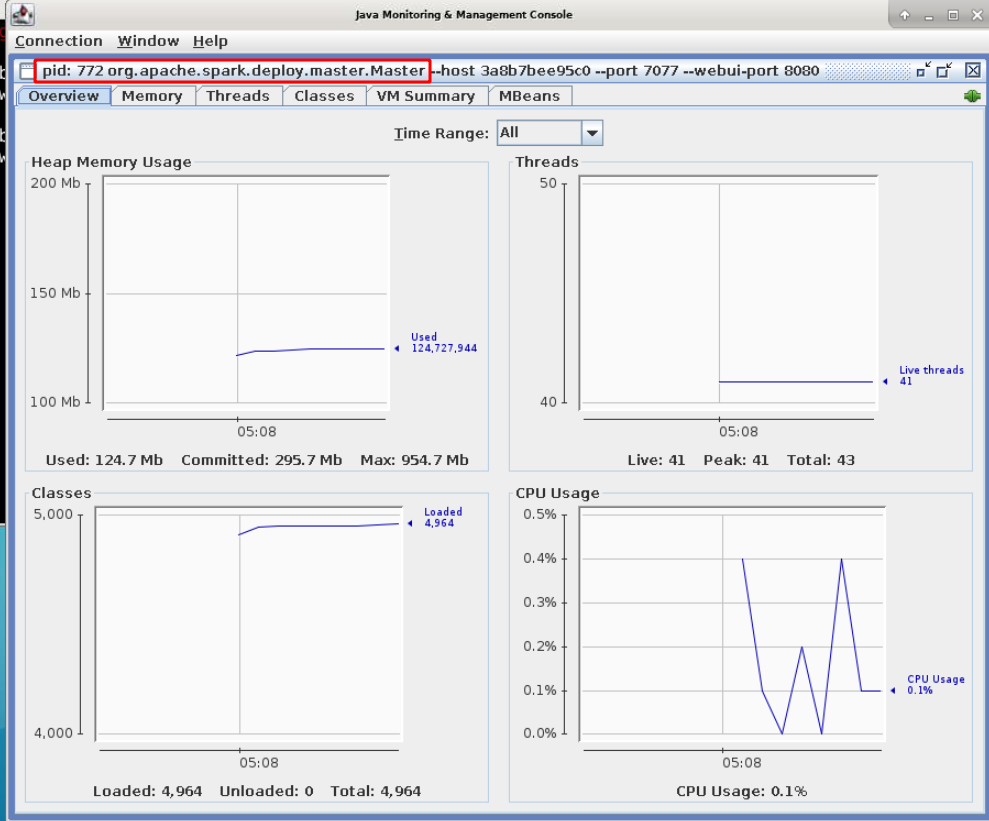 Java Monitoring & Management Console
Connection Window Help
pid: 772 org.apache.spark.deploy.master.Master --host 3a8b7bee95c0 --port 7077 --webui-port 8080
Overview Memory Threads Classes VM Summary MBeans
Time Range: All
Heap Memory Usage
200 Mb
150 Mb
100 Mb
Used
124,727,944
05:08
Used: 124.7 Mb Committed: 295.7 Mb Max: 954.7 Mb
Threads
50
40
Live threads
41
05:08
Live: 41 Peak: 41 Total: 43
Classes
5,000
4,000
Loaded
4,964
05:08
Loaded: 4,964 Unloaded: 0 Total: 4,964
CPU Usage
0.5%
0.4%
0.3%
0.2%
0.1%
0.0%
CPU Usage
0.1%
05:08
CPU Usage: 0.1%